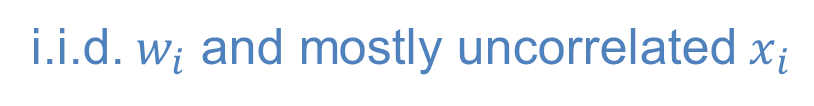 i.i.d. $w_i$ and mostly uncorrelated $x_i$